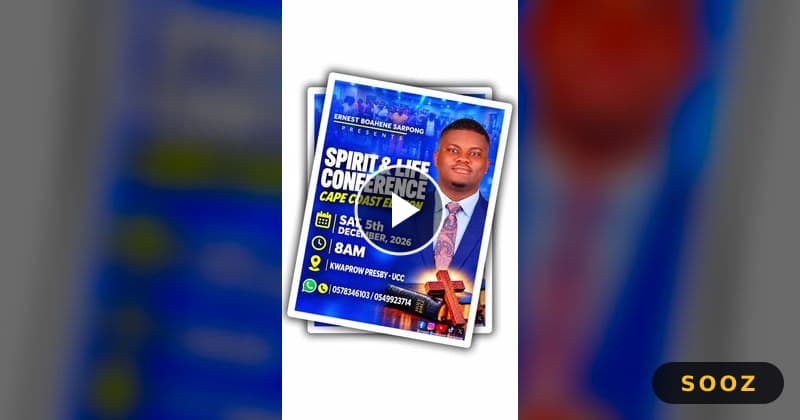 ERNEST BOAHENE SARPONG
PRESENTS
SPIRIT & LIFE
CONFERENCE
CAPE COAST EDITION
SAT. 5th
DECEMBER, 2026
8AM
KWAPROW PRESBY - UCC
0578346103 / 0549923714
SOOZ